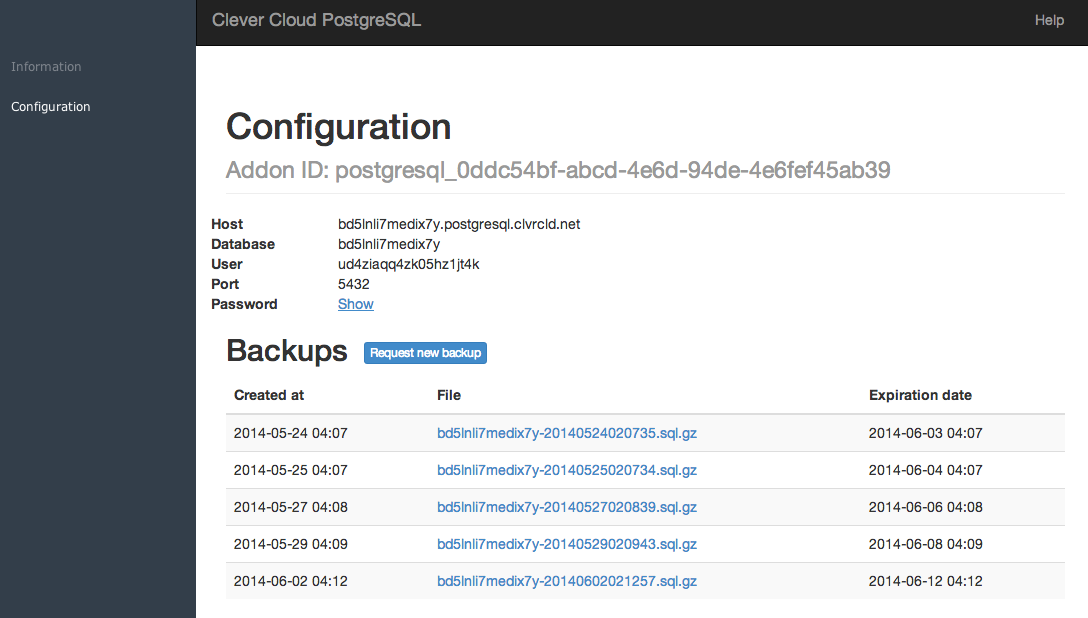 Clever Cloud PostgreSQL Help
Information
Configuration
Configuration
Addon ID: postgresql_0ddc54bf-abcd-4e6d-94de-4e6fef45ab39
Host bd5lnli7medix7y.postgresql.clvrcld.net
Database bd5lnli7medix7y
User ud4ziaqq4zk05hz1jt4k
Port 5432
Password Show
Backups Request new backup
Created at File Expiration date
2014-05-24 04:07 bd5lnli7medix7y-20140524020735.sql.gz 2014-06-03 04:07
2014-05-25 04:07 bd5lnli7medix7y-20140525020734.sql.gz 2014-06-04 04:07
2014-05-27 04:08 bd5lnli7medix7y-20140527020839.sql.gz 2014-06-06 04:08
2014-05-29 04:09 bd5lnli7medix7y-20140529020943.sql.gz 2014-06-08 04:09
2014-06-02 04:12 bd5lnli7medix7y-20140602021257.sql.gz 2014-06-12 04:12